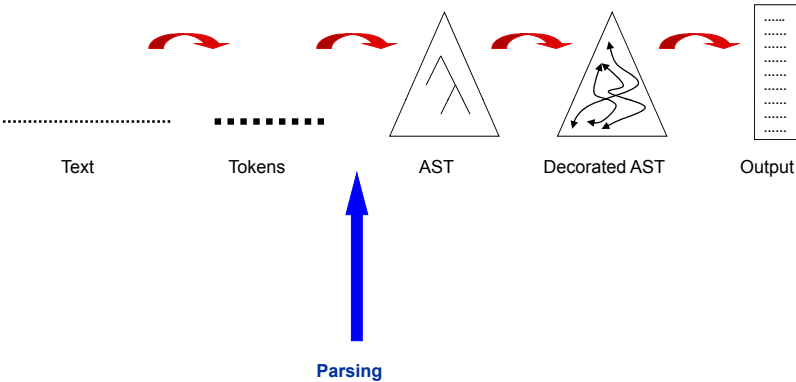 Text
Tokens
AST
Decorated AST
Output
Parsing